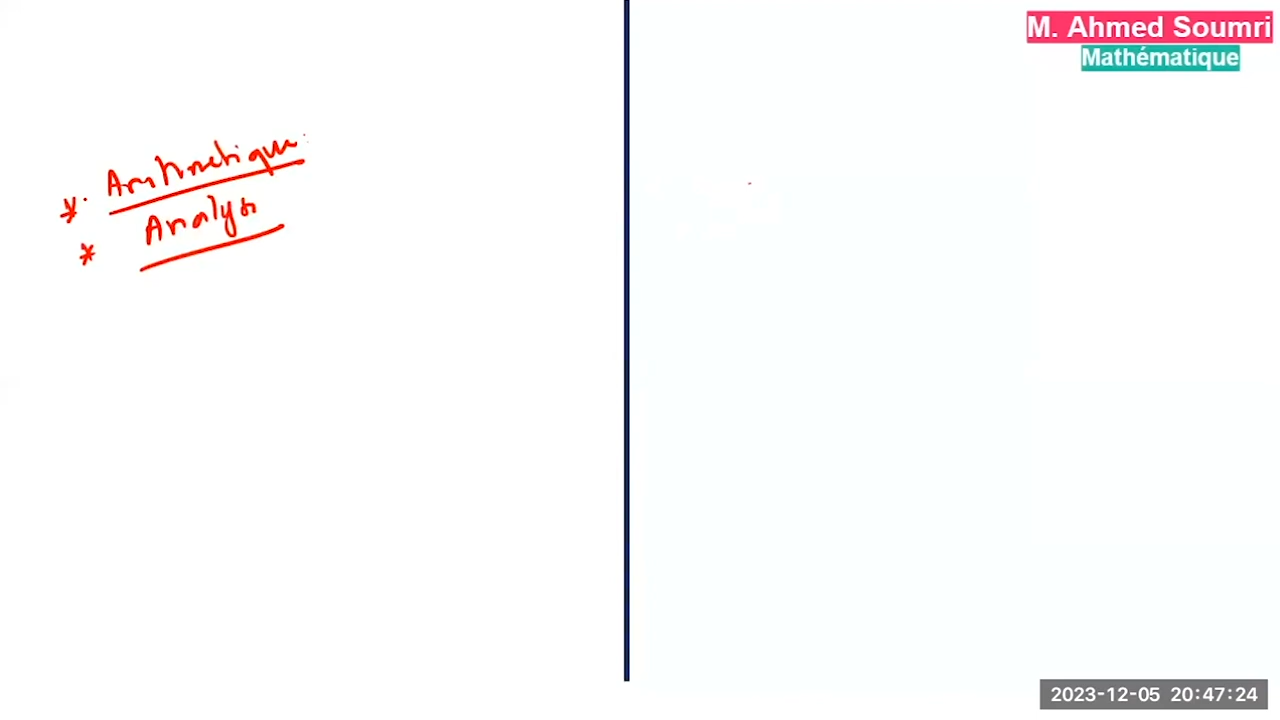 M. Ahmed Soumri
Mathématique
* Arithmetique
* Analyse
2023-12-05 20:47:24